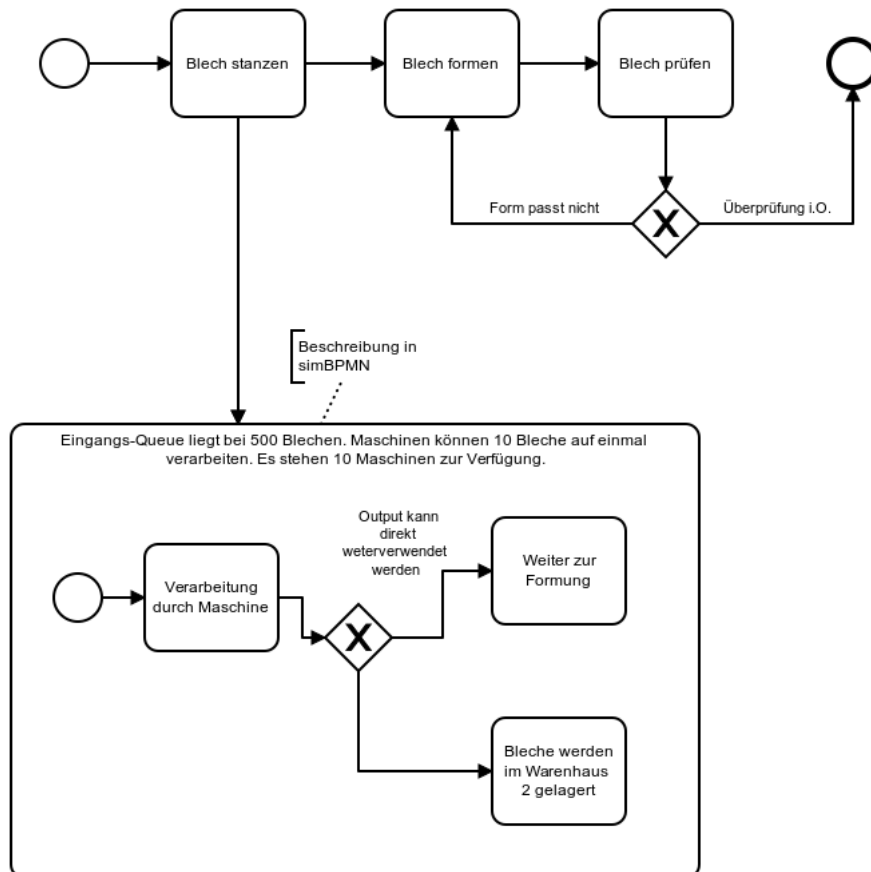 Blech stanzen
Blech formen
Blech prüfen
Form passt nicht
Überprüfung i.O.
Beschreibung in
simBPMN
Eingangs-Queue liegt bei 500 Blechen. Maschinen können 10 Bleche auf einmal
verarbeiten. Es stehen 10 Maschinen zur Verfügung.
Output kann
direkt
weterverwendet
werden
Verarbeitung
durch Maschine
Weiter zur
Formung
Bleche werden
im Warenhaus
2 gelagert